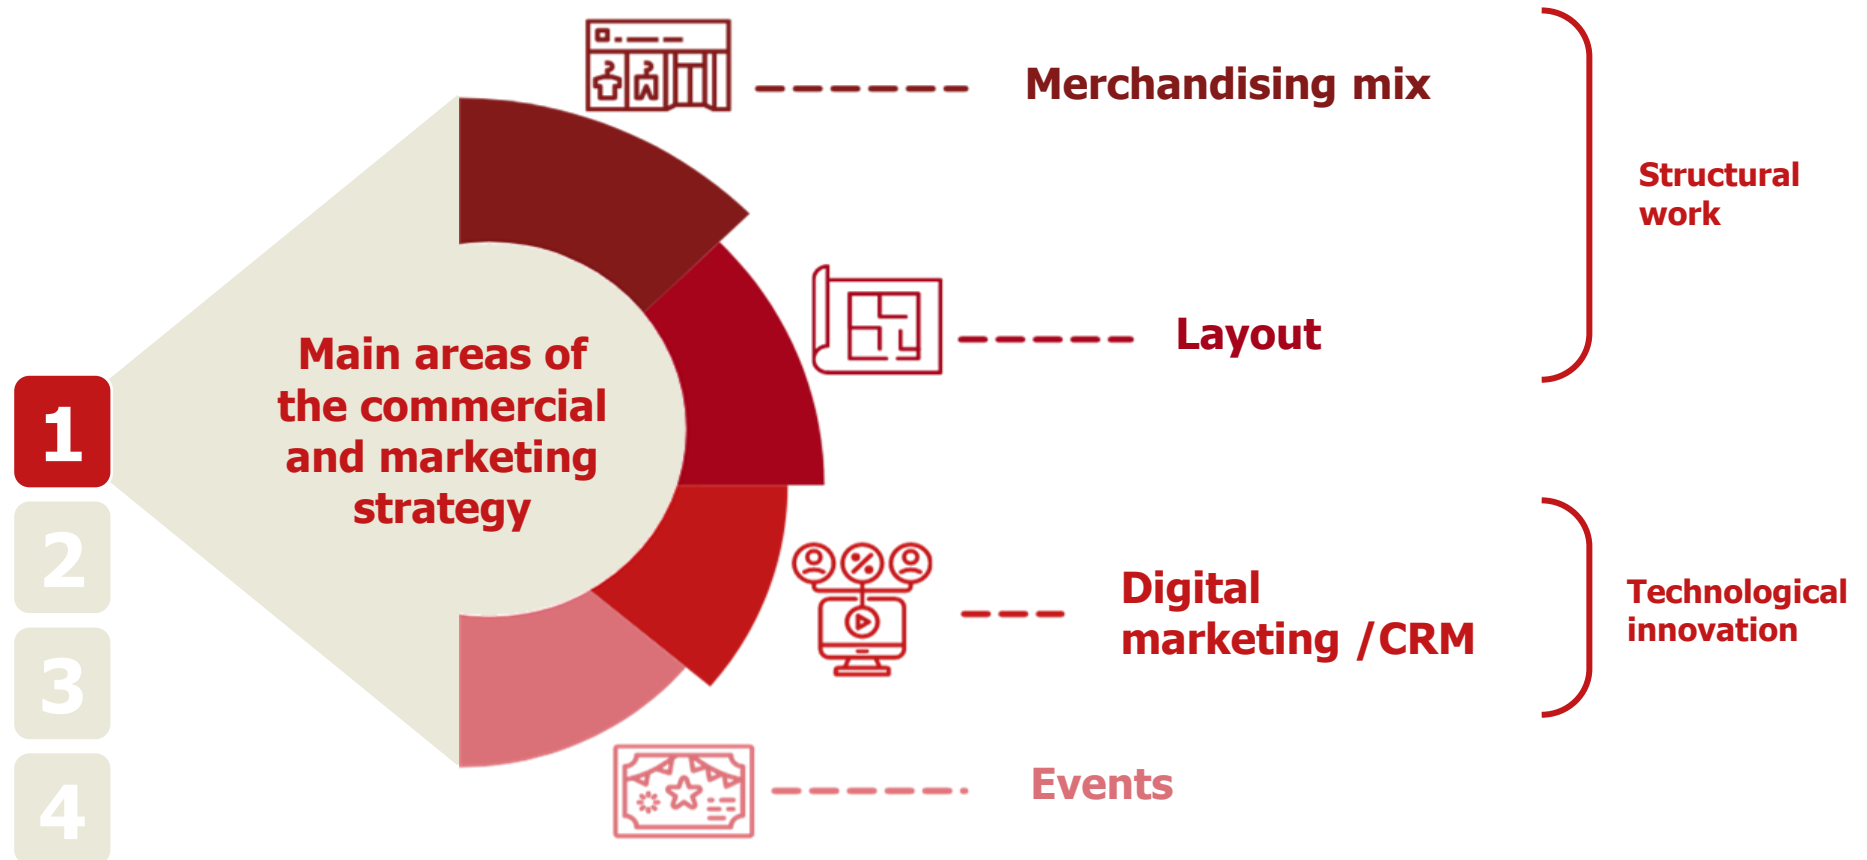 Merchandising mix
Structural
work
Layout
Main areas of
the commercial
and marketing
strategy
1
2
3
4
Digital
marketing /CRM
Technological
innovation
Events